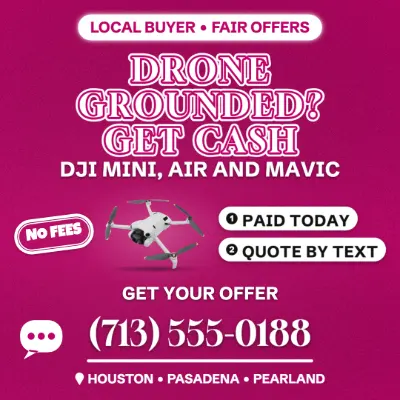 LOCAL BUYER • FAIR OFFERS
DRONE
GROUNDED?
GET CASH
DJI MINI, AIR AND MAVIC
NO FEES
1 PAID TODAY
2 QUOTE BY TEXT
GET YOUR OFFER
(713) 555-0188
HOUSTON • PASADENA • PEARLAND